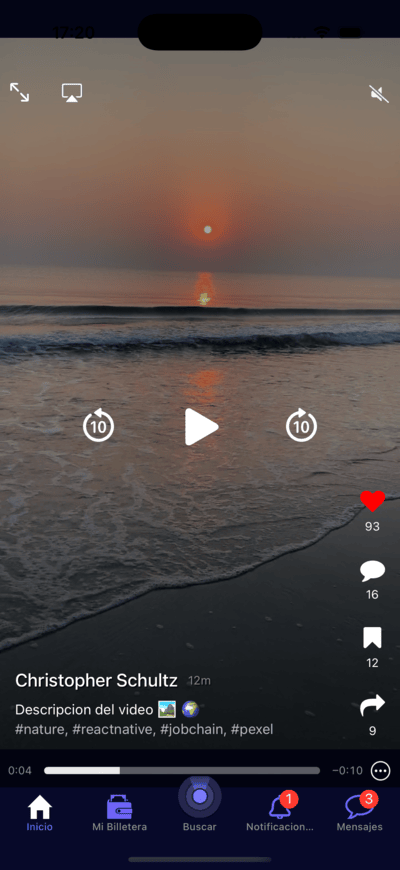 17:20
10
10
93
16
12
Christopher Schultz 12m
Descripcion del video
#nature, #reactnative, #jobchain, #pexel
9
0:04
−0:10
1
3
Inicio
Mi Billetera
Buscar
Notificacion...
Mensajes